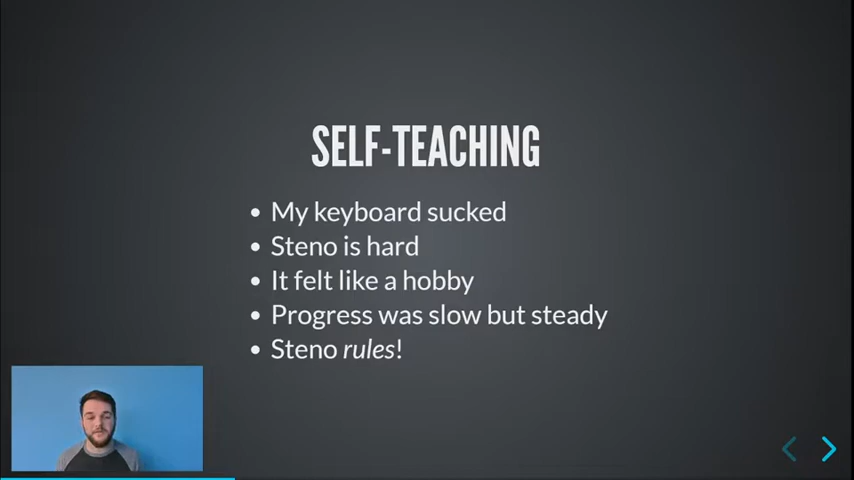 SELF-TEACHING
• My keyboard sucked
• Steno is hard
• It felt like a hobby
• Progress was slow but steady
• Steno rules!